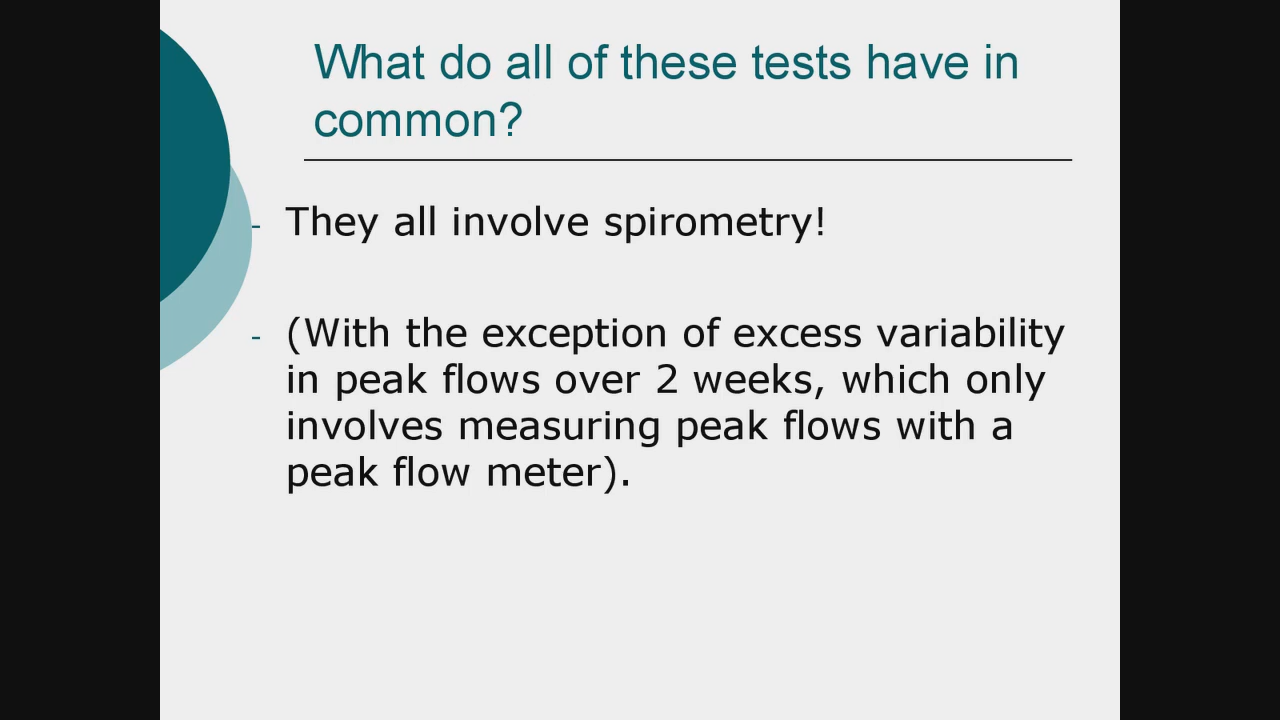 What do all of these tests have in
common?
- They all involve spirometry!
- (With the exception of excess variability
in peak flows over 2 weeks, which only
involves measuring peak flows with a
peak flow meter).